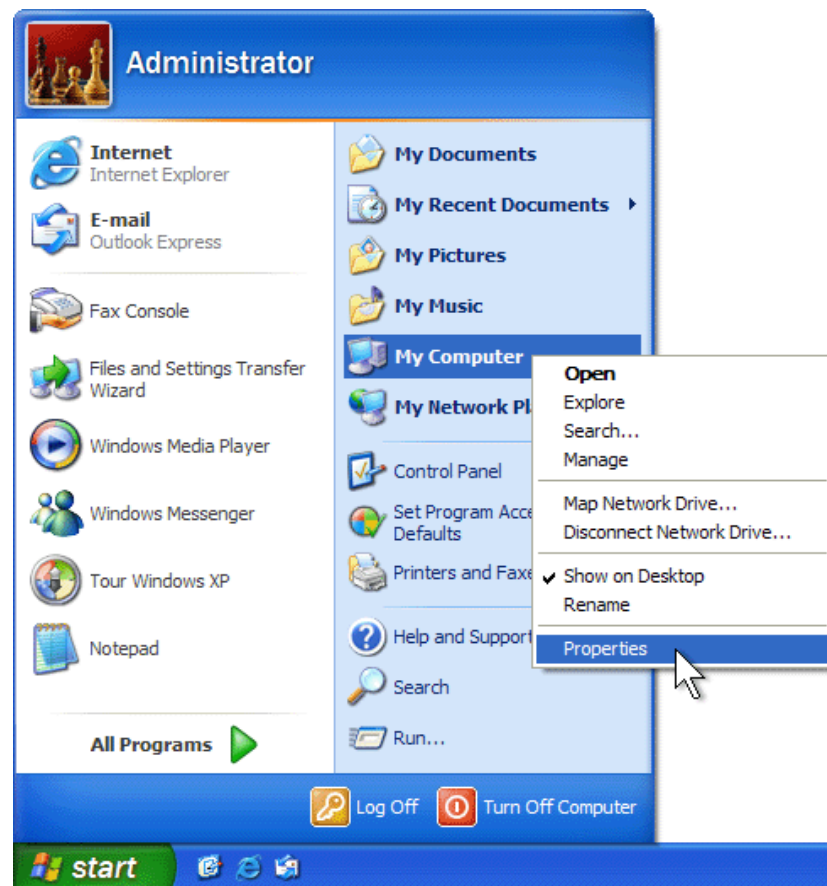 Administrator
Internet
Internet Explorer
E-mail
Outlook Express
Fax Console
Files and Settings Transfer
Wizard
Windows Media Player
Windows Messenger
Tour Windows XP
Notepad
All Programs
My Documents
My Recent Documents
My Pictures
My Music
My Computer
My Network Pl
Control Panel
Set Program Acce
Defaults
Printers and Faxe
Help and Support
Search
Run...
Open
Explore
Search...
Manage
Map Network Drive...
Disconnect Network Drive...
Show on Desktop
Rename
Properties
Log Off
Turn Off Computer
start